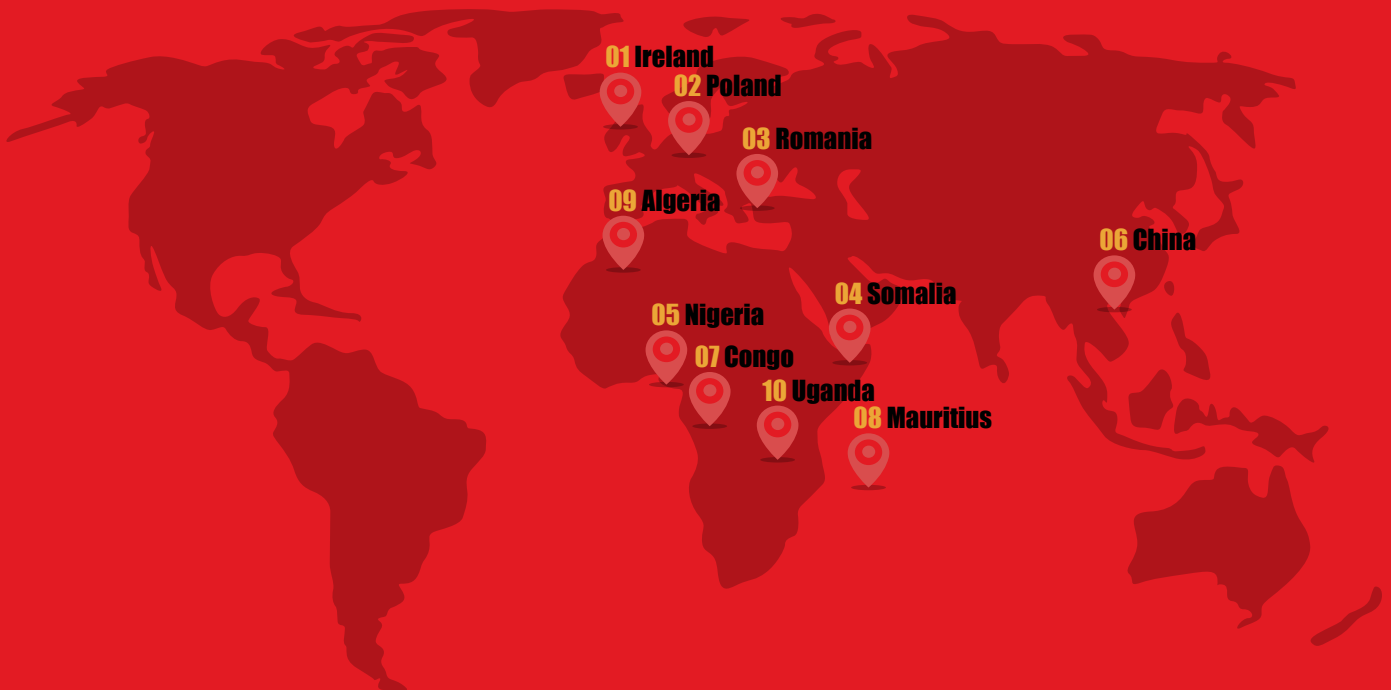 01 Ireland
02 Poland
03 Romania
09 Algeria
06 China
04 Somalia
05 Nigeria
07 Congo
10 Uganda
08 Mauritius